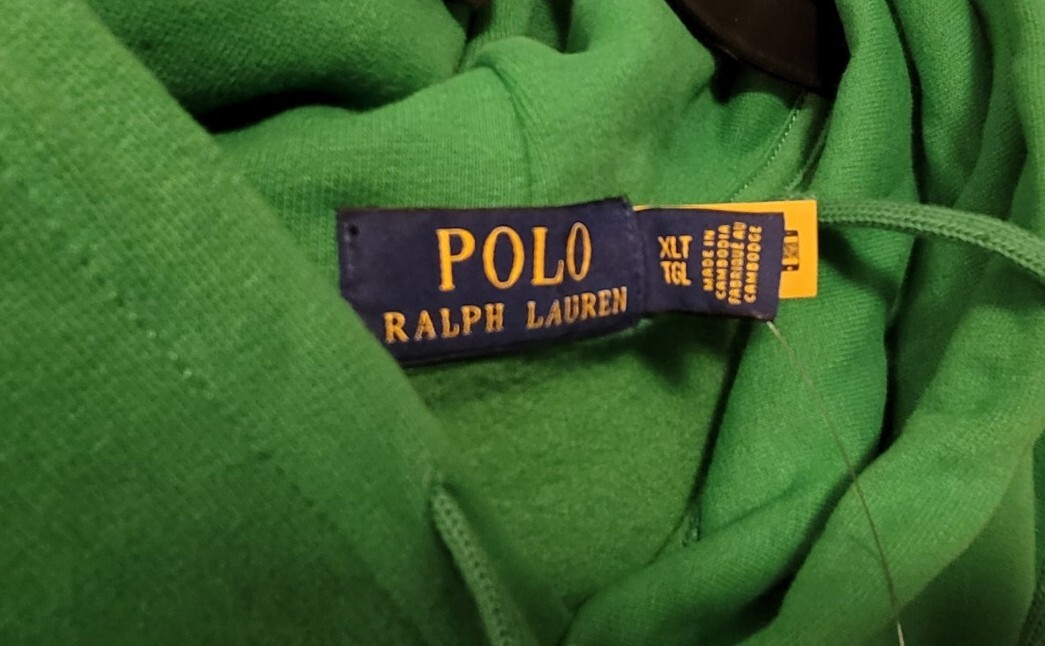 POLO
RALPH LAUREN
XLT
TGL
MADE IN
CAMBODIA
FABRIQUÉ AU
CAMBODGE